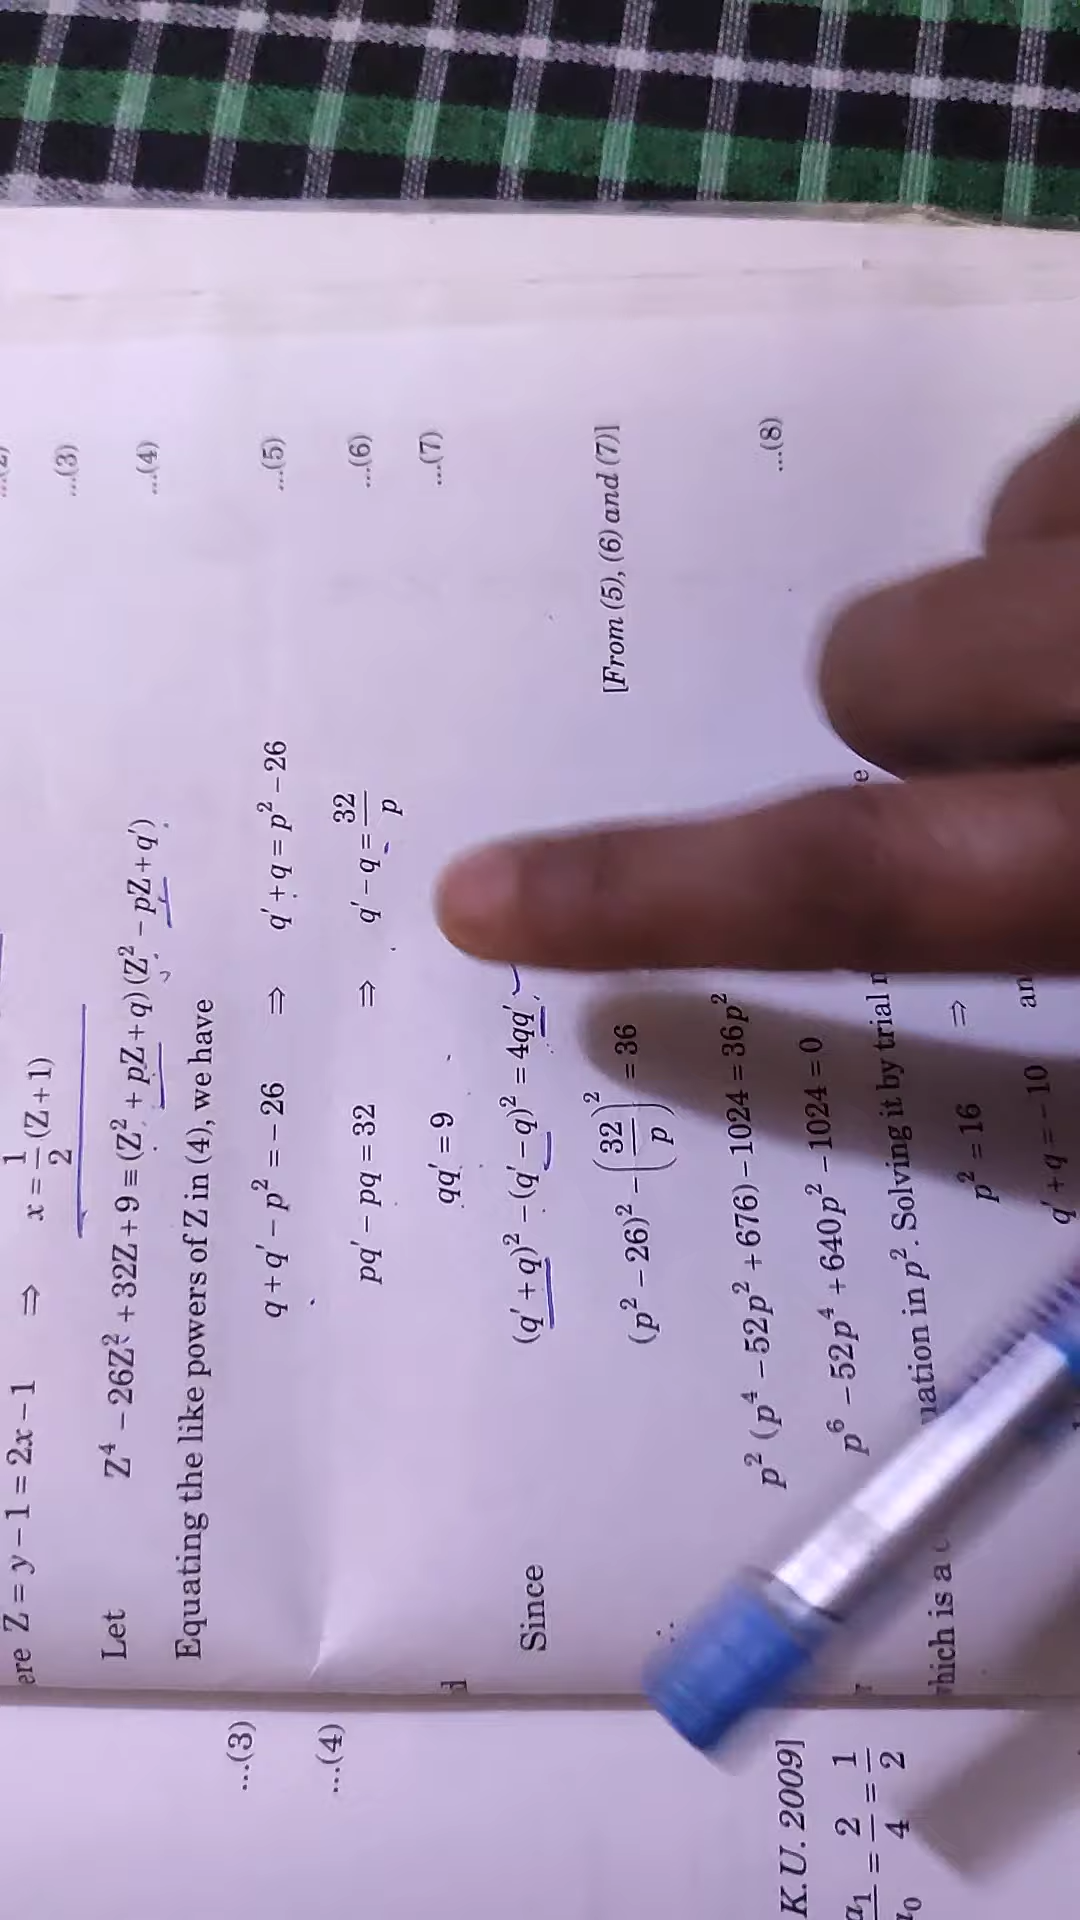 ...(2)
ere Z = y − 1 = 2x − 1 ⇒ x = 1/2 (Z + 1) ...(3)
Let Z⁴ − 26Z² + 32Z + 9 ≡ (Z² + pZ + q) (Z² − pZ + q′) ...(4)
Equating the like powers of Z in (4), we have
q + q′ − p² = − 26 ⇒ q′ + q = p² − 26 ...(5)
pq′ − pq = 32 ⇒ q′ − q = 32/p ...(6)
d qq′ = 9 ...(7)
Since (q′ + q)² − (q′ − q)² = 4qq′
∴ (p² − 26)² − (32/p)² = 36 [From (5), (6) and (7)]
p² (p⁴ − 52p² + 676) − 1024 = 36p²
p⁶ − 52p⁴ + 640p² − 1024 = 0 ...(8)
hich is a uation in p². Solving it by trial e
p² = 16 ⇒
q′ + q = − 10 an
...(3)
...(4)
K.U. 2009]
a₁ = 2/4 = 1/2